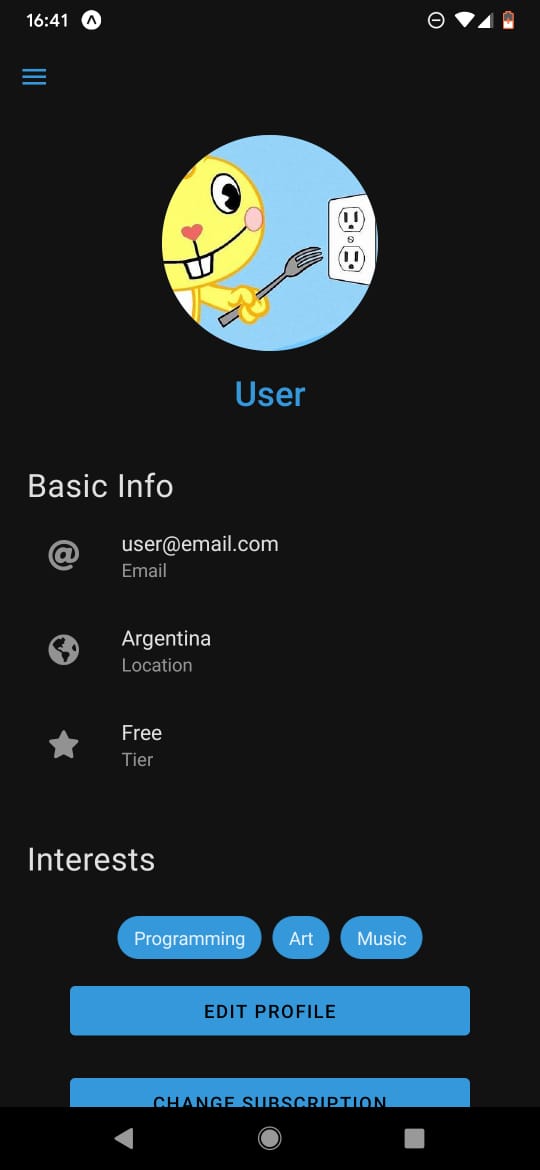 16:41
User
Basic Info
user@email.com
Email
Argentina
Location
Free
Tier
Interests
Programming Art Music
EDIT PROFILE
CHANGE SUBSCRIPTION